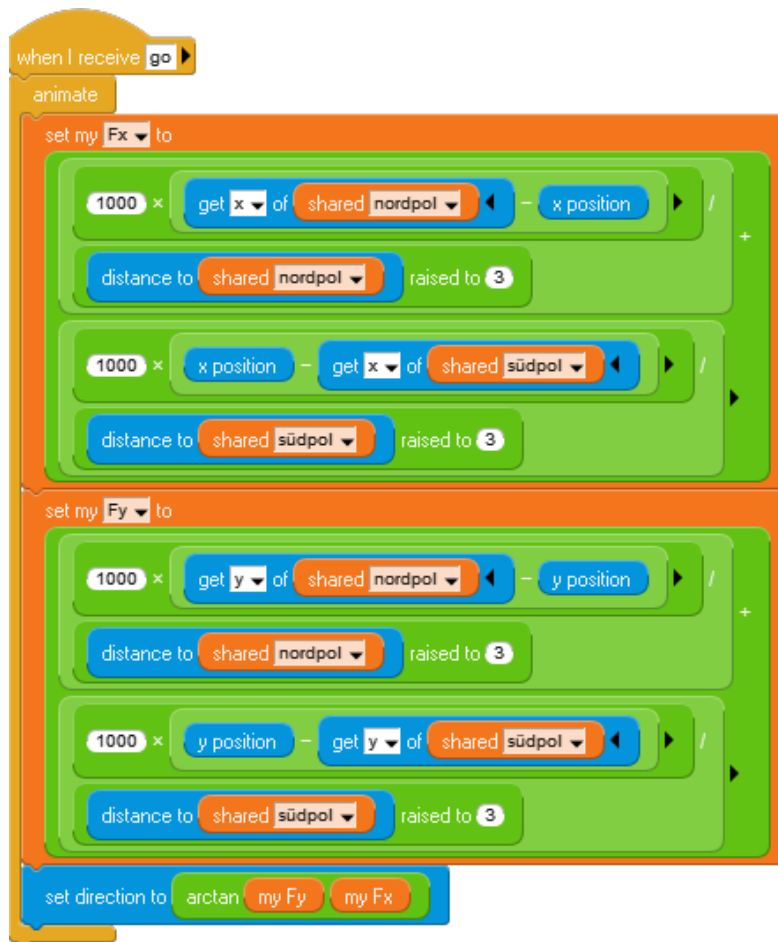 when I receive go
animate
set my Fx to
1000 × get x of shared nordpol – x position /
+
distance to shared nordpol raised to 3
1000 × x position – get x of shared südpol /
distance to shared südpol raised to 3
set my Fy to
1000 × get y of shared nordpol – y position /
+
distance to shared nordpol raised to 3
1000 × y position – get y of shared südpol /
distance to shared südpol raised to 3
set direction to arctan my Fy my Fx